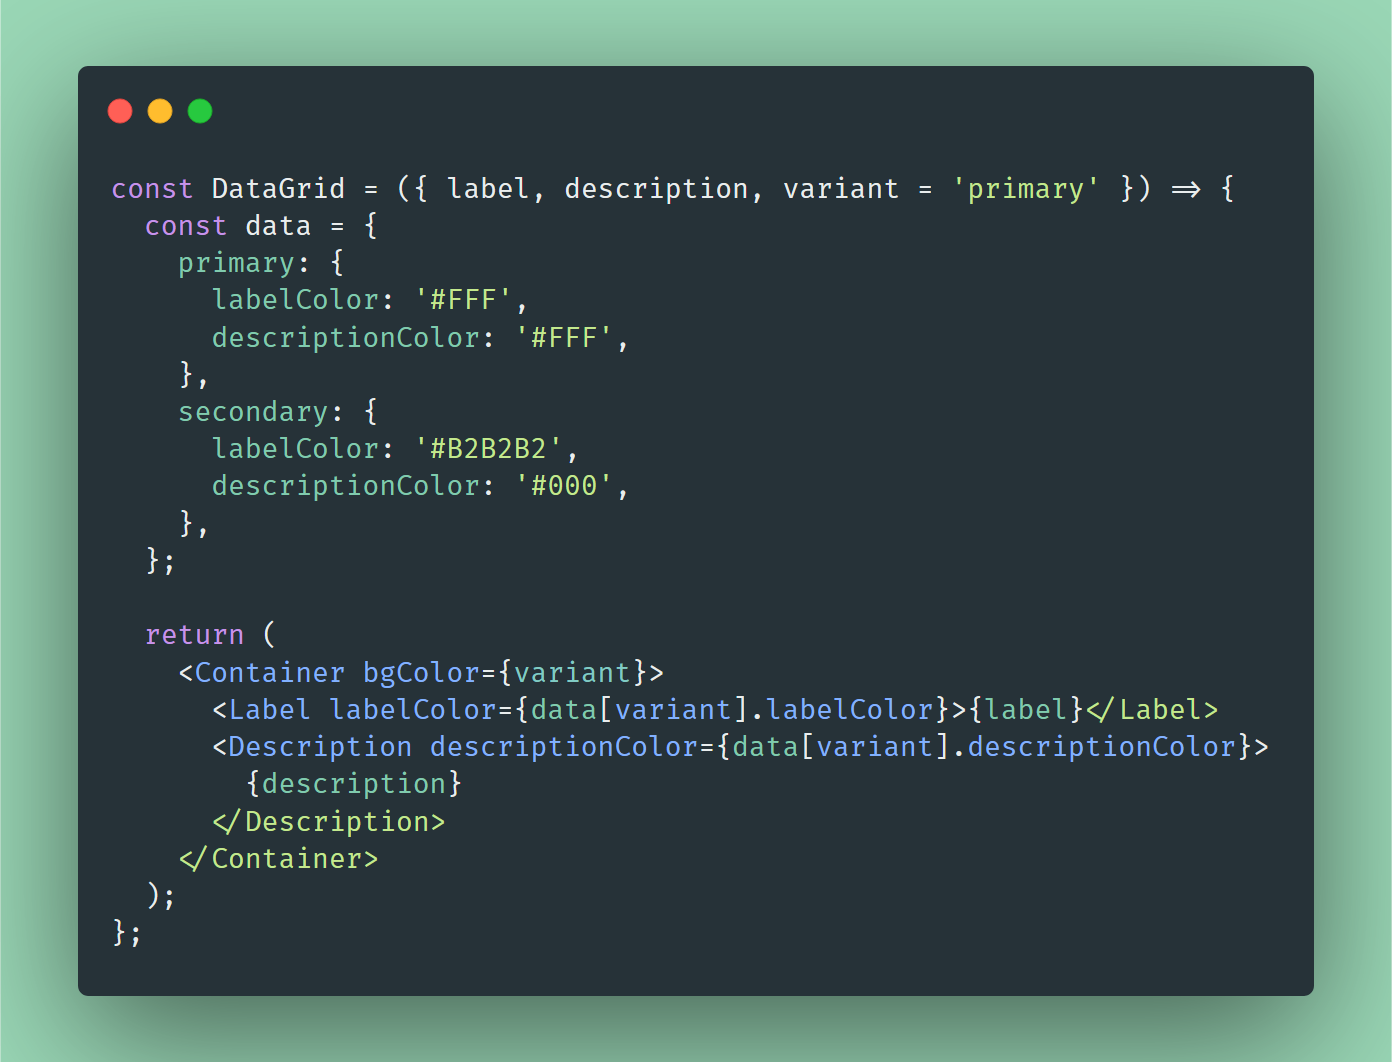 const DataGrid = ({ label, description, variant = 'primary' }) => {
  const data = {
    primary: {
      labelColor: '#FFF',
      descriptionColor: '#FFF',
    },
    secondary: {
      labelColor: '#B2B2B2',
      descriptionColor: '#000',
    },
  };

  return (
    <Container bgColor={variant}>
      <Label labelColor={data[variant].labelColor}>{label}</Label>
      <Description descriptionColor={data[variant].descriptionColor}>
        {description}
      </Description>
    </Container>
  );
};